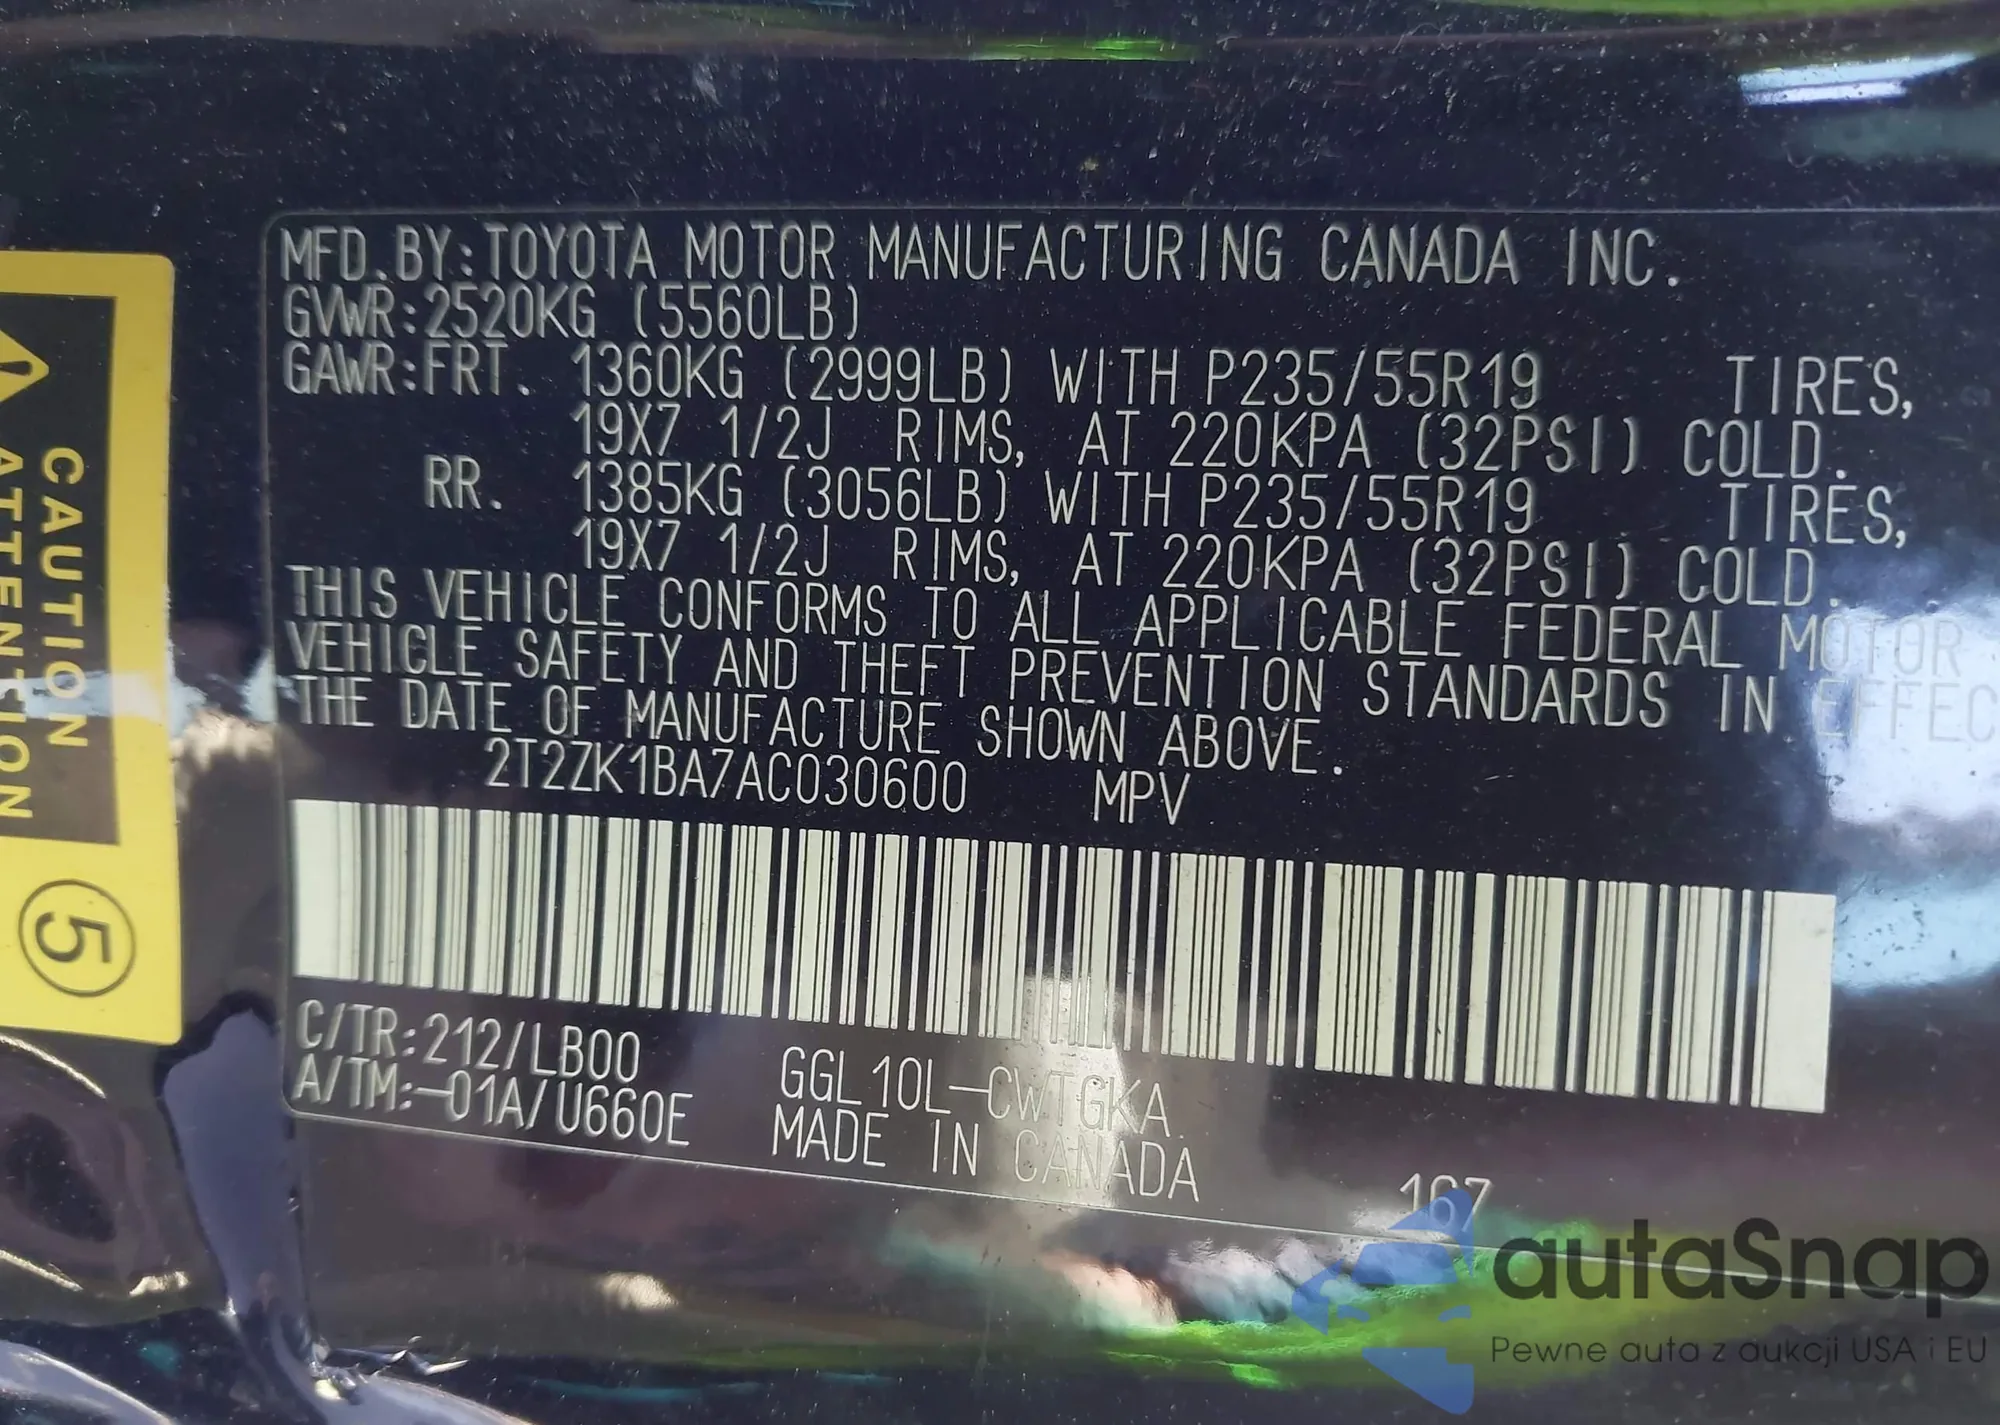 MFD.BY:TOYOTA MOTOR MANUFACTURING CANADA INC.
GVWR:2520KG (5560LB)
GAWR:FRT. 1360KG (2999LB) WITH P235/55R19 TIRES,
19X7 1/2J RIMS, AT 220KPA (32PSI) COLD.
RR. 1385KG (3056LB) WITH P235/55R19 TIRES,
19X7 1/2J RIMS, AT 220KPA (32PSI) COLD.
THIS VEHICLE CONFORMS TO ALL APPLICABLE FEDERAL MOTOR
VEHICLE SAFETY AND THEFT PREVENTION STANDARDS IN EFFEC
THE DATE OF MANUFACTURE SHOWN ABOVE.
2T2ZK1BA7AC030600 MPV
C/TR:212/LB00 GGL10L-CWTGKA
A/TM:-01A/U660E MADE IN CANADA
107
CAUTION
ATTENTION
5
autaSnap
Pewne auta z aukcji USA i EU